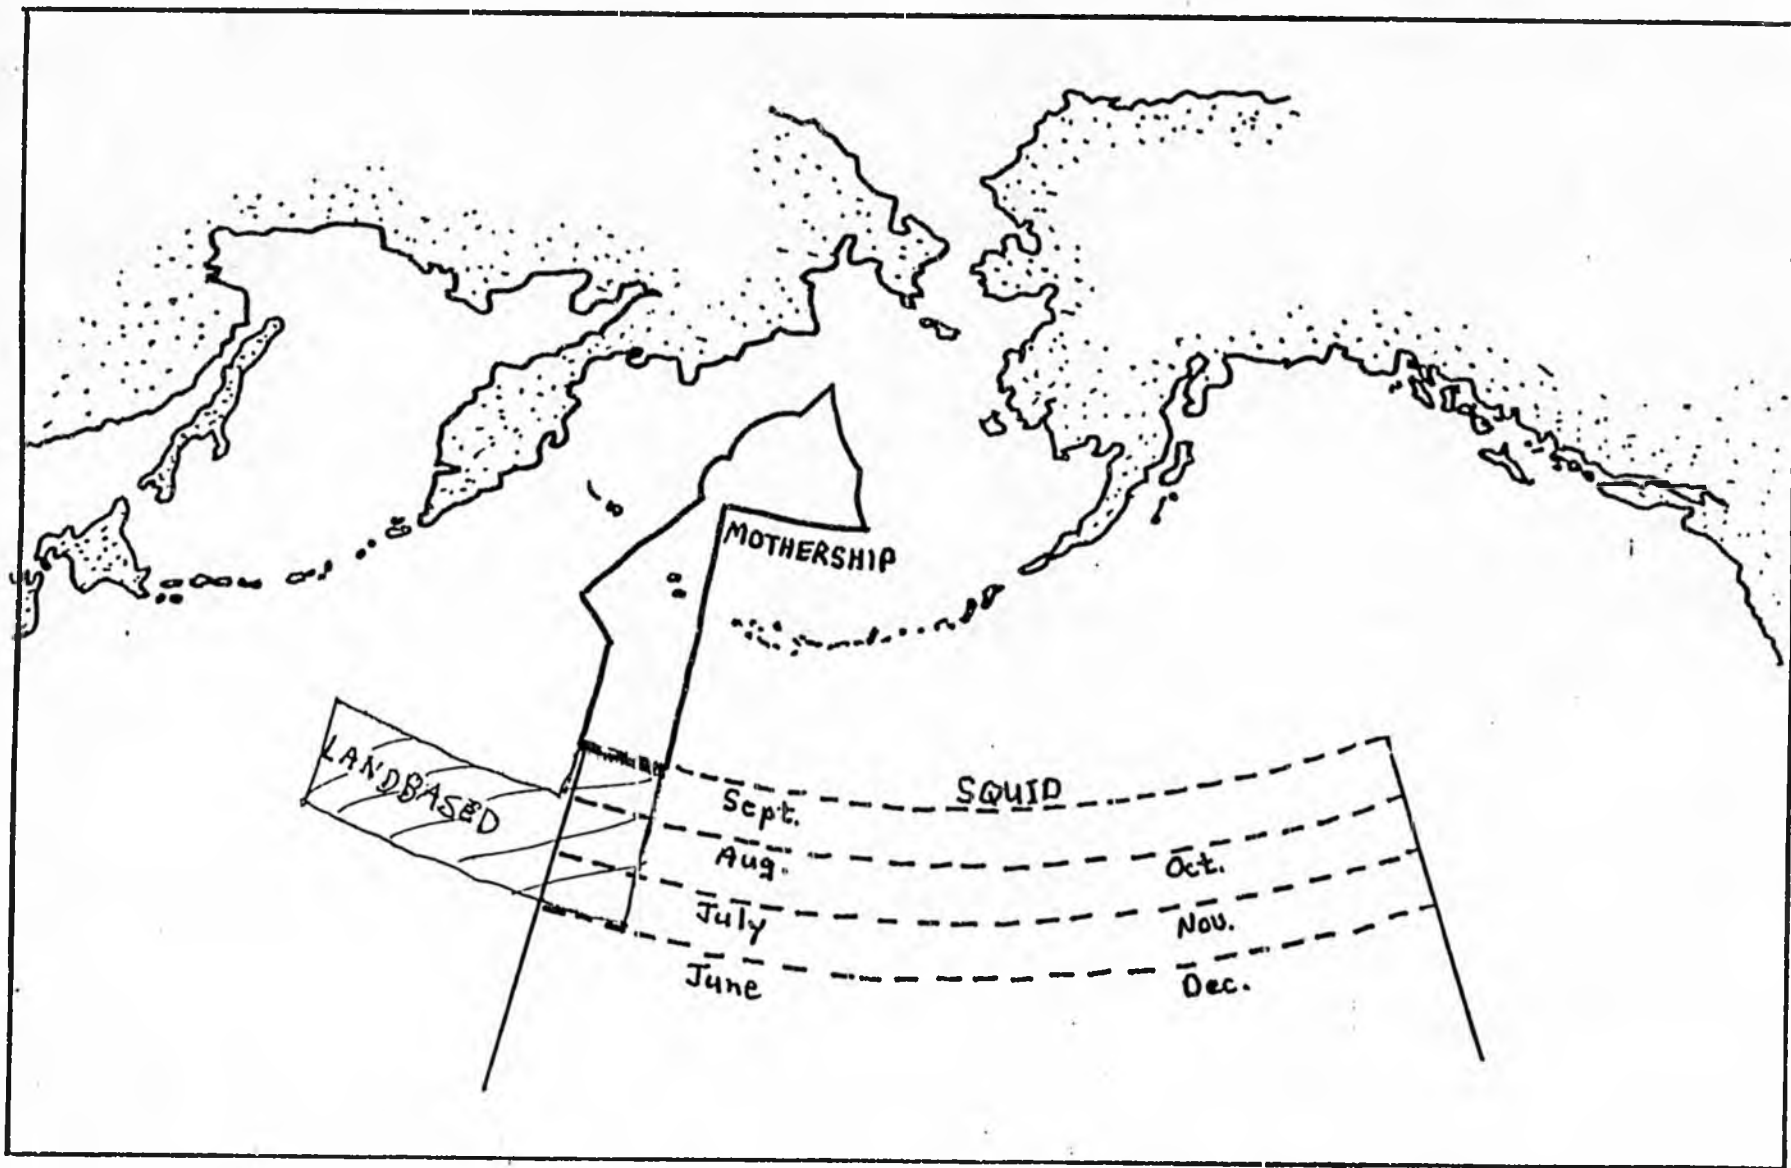 MOTHERSHIP
LANDBASED
SQUID
Sept.
Aug.
Oct.
July
Nov.
June
Dec.